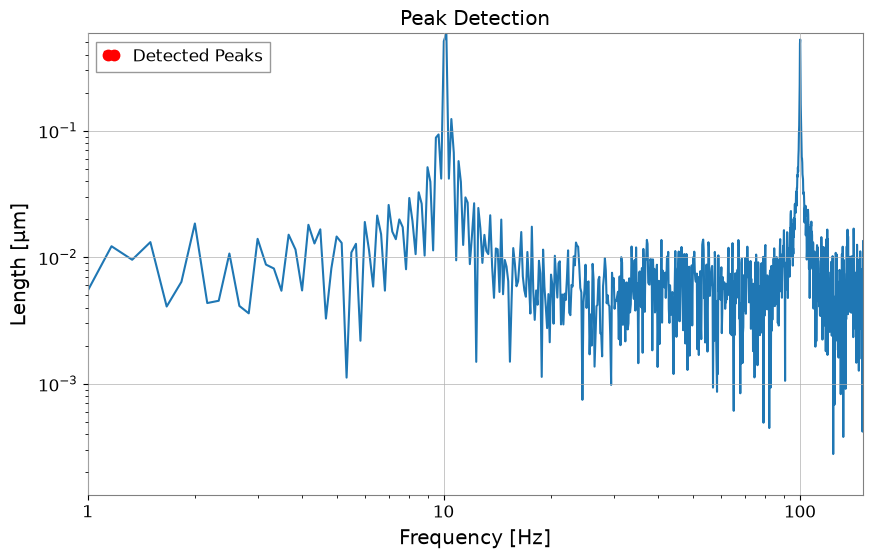 Peak Detection
Detected Peaks
10⁻¹
10⁻²
10⁻³
Length [μm]
1 10 100
Frequency [Hz]